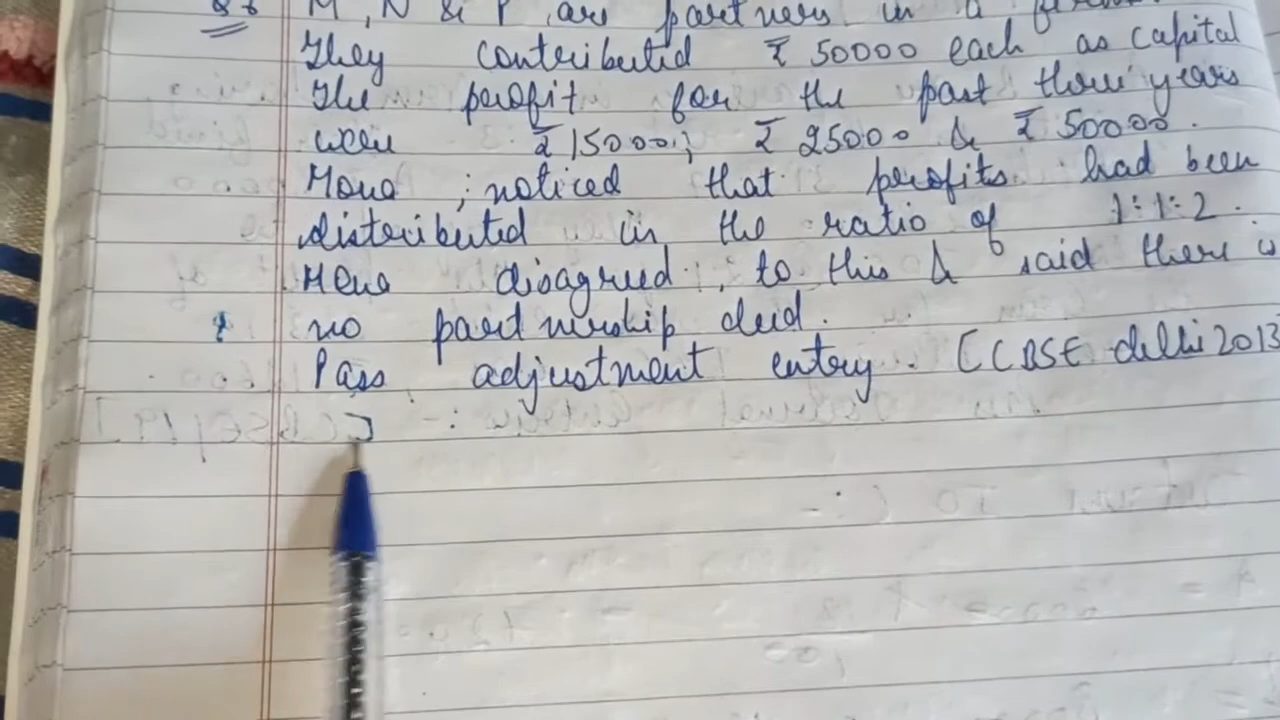 M, N & P are partners in a firm.
They contributed ₹ 50000 each as capital
The profit for the past three years
were ₹ 15000; ₹ 25000 & ₹ 50000.
Mona ; noticed that profits had been
distributed in the ratio of 1:1:2.
Mena disagreed to this & said there is
? no partnership deed.
Pass adjustment entry. [CBSE delhi 2013
]